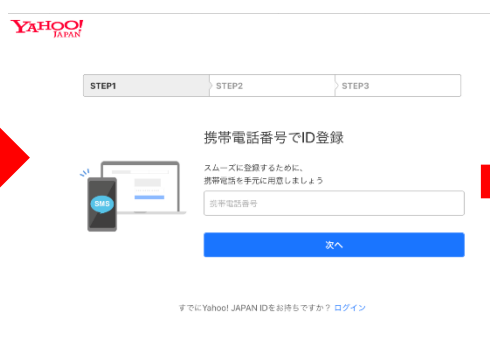 YAHOO!
JAPAN
STEP1
STEP2
STEP3
携帯電話番号でID登録
スムーズに登録するために、
携帯電話を手元に用意しましょう
SMS
携帯電話番号
次へ
すでにYahoo! JAPAN IDをお持ちですか？ ログイン